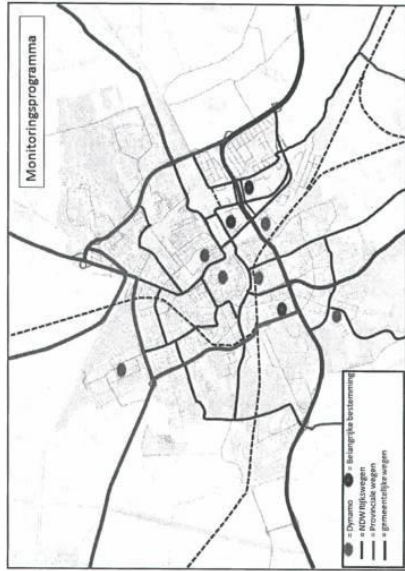 Monitoringsprogramma
= Dynamo = Belangrijke bestemming
= NDW Rijkswegen
= Provinciale wegen
= gemeentelijke wegen